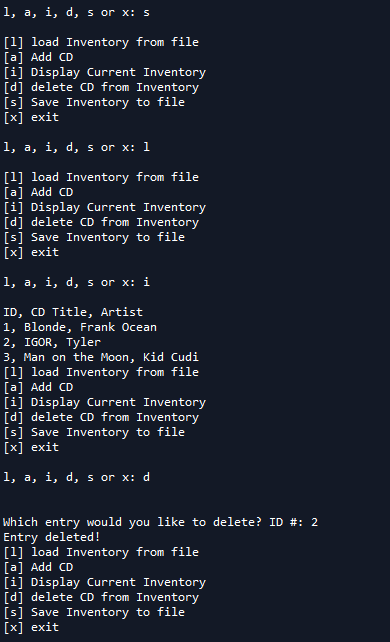 l, a, i, d, s or x: s
[l] load Inventory from file
[a] Add CD
[i] Display Current Inventory
[d] delete CD from Inventory
[s] Save Inventory to file
[x] exit
l, a, i, d, s or x: l
[l] load Inventory from file
[a] Add CD
[i] Display Current Inventory
[d] delete CD from Inventory
[s] Save Inventory to file
[x] exit
l, a, i, d, s or x: i
ID, CD Title, Artist
1, Blonde, Frank Ocean
2, IGOR, Tyler
3, Man on the Moon, Kid Cudi
[l] load Inventory from file
[a] Add CD
[i] Display Current Inventory
[d] delete CD from Inventory
[s] Save Inventory to file
[x] exit
l, a, i, d, s or x: d
Which entry would you like to delete? ID #: 2
Entry deleted!
[l] load Inventory from file
[a] Add CD
[i] Display Current Inventory
[d] delete CD from Inventory
[s] Save Inventory to file
[x] exit